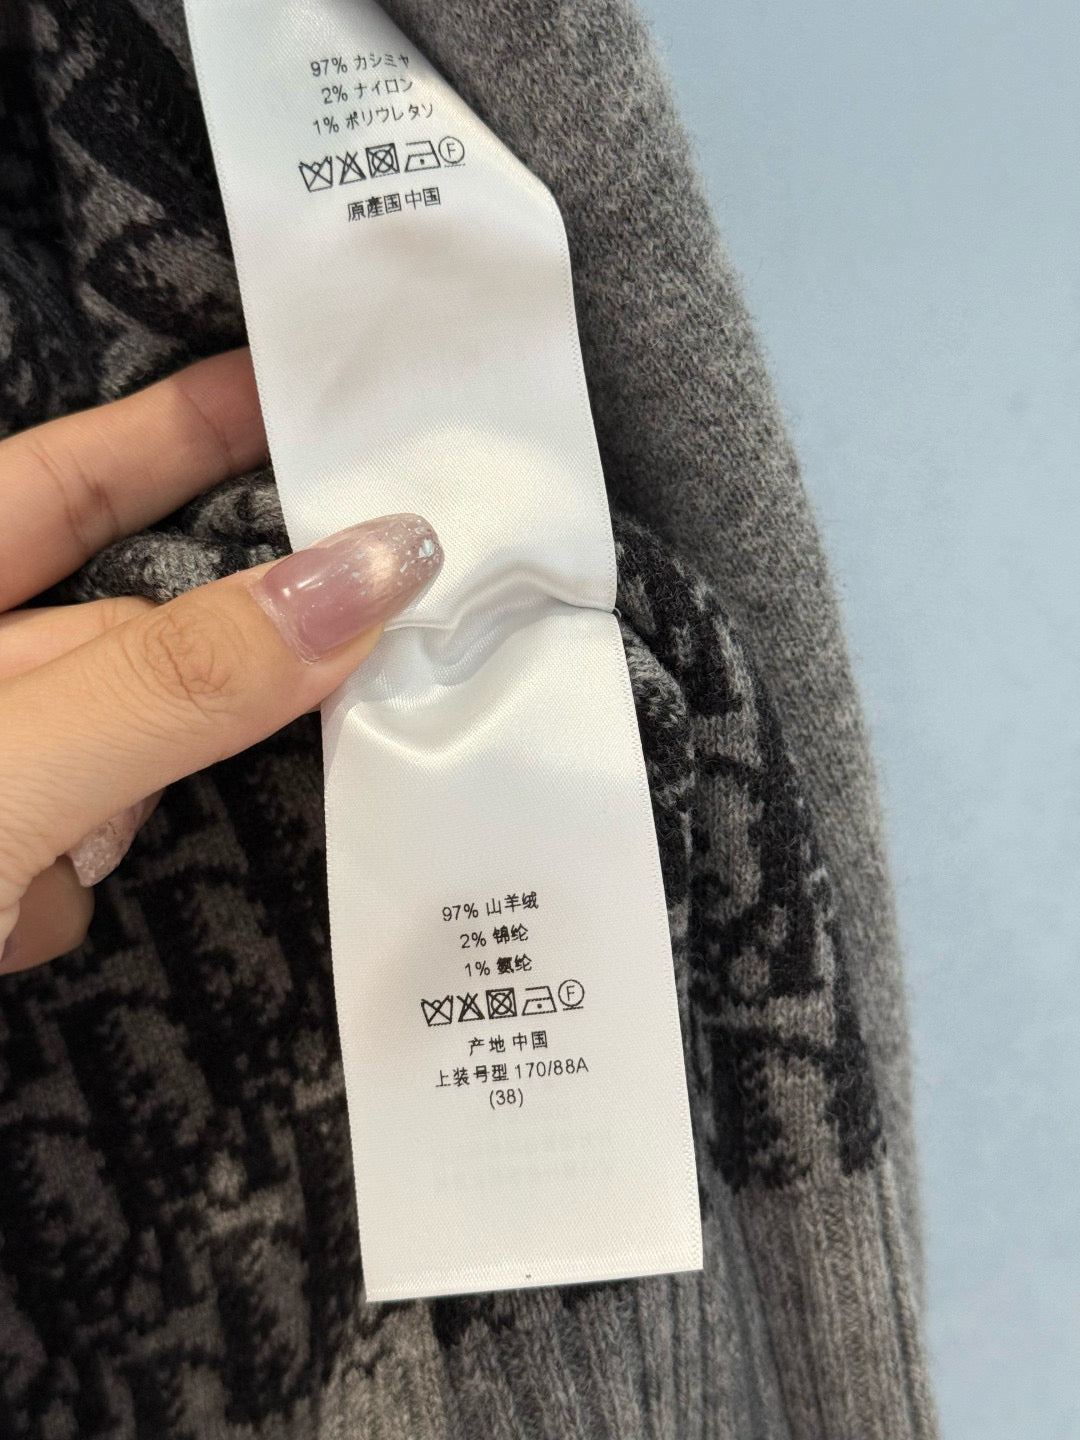 97% カシミヤ
2% ナイロン
1% ポリウレタソ
F
原產国中国
97% 山羊绒
2% 锦纶
1% 氨纶
F
产地 中国
上装号型 170/88A
(38)